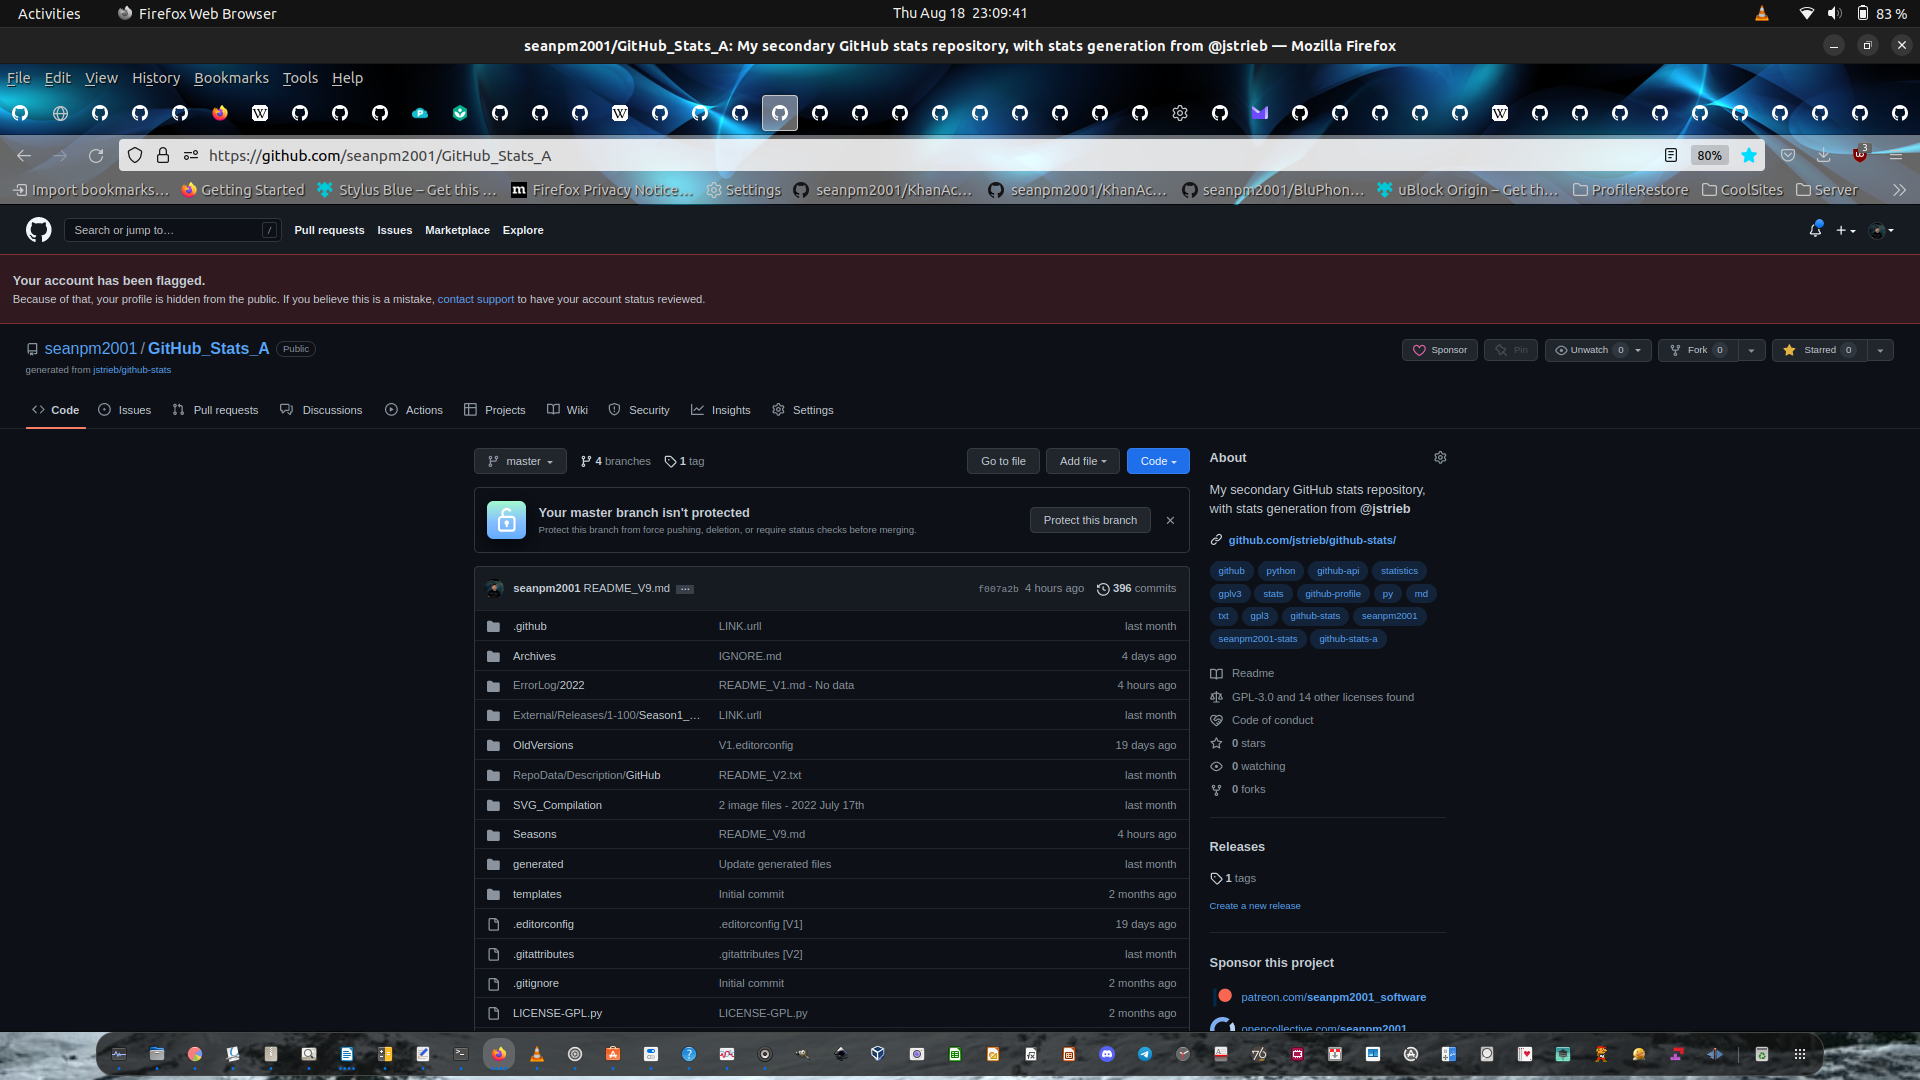 Activities
Firefox Web Browser
Thu Aug 18  23:09:41
83 %
seanpm2001/GitHub_Stats_A: My secondary GitHub stats repository, with stats generation from @jstrieb — Mozilla Firefox
File Edit View History Bookmarks Tools Help
https://github.com/seanpm2001/GitHub_Stats_A
80%
3
Import bookmarks…
Getting Started
Stylus Blue – Get this …
Firefox Privacy Notice…
Settings
seanpm2001/KhanAc…
seanpm2001/KhanAc…
seanpm2001/BluPhon…
uBlock Origin – Get th…
ProfileRestore
CoolSites
Server
Search or jump to…
/
Pull requests
Issues
Marketplace
Explore
Your account has been flagged.
Because of that, your profile is hidden from the public. If you believe this is a mistake, contact support to have your account status reviewed.
seanpm2001 / GitHub_Stats_A Public
generated from jstrieb/github-stats
Sponsor
Pin
Unwatch 0
Fork 0
Starred 0
Code
Issues
Pull requests
Discussions
Actions
Projects
Wiki
Security
Insights
Settings
master
4 branches
1 tag
Go to file
Add file
Code
Your master branch isn't protected
Protect this branch from force pushing, deletion, or require status checks before merging.
Protect this branch
seanpm2001 README_V9.md …
f007a2b 4 hours ago
396 commits
.github LINK.urll last month
Archives IGNORE.md 4 days ago
ErrorLog/2022 README_V1.md - No data 4 hours ago
External/Releases/1-100/Season1_… LINK.urll last month
OldVersions V1.editorconfig 19 days ago
RepoData/Description/GitHub README_V2.txt last month
SVG_Compilation 2 image files - 2022 July 17th last month
Seasons README_V9.md 4 hours ago
generated Update generated files last month
templates Initial commit 2 months ago
.editorconfig .editorconfig [V1] 19 days ago
.gitattributes .gitattributes [V2] last month
.gitignore Initial commit 2 months ago
LICENSE-GPL.py LICENSE-GPL.py 2 months ago
About
My secondary GitHub stats repository,
with stats generation from @jstrieb
github.com/jstrieb/github-stats/
github python github-api statistics
gplv3 stats github-profile py md
txt gpl3 github-stats seanpm2001
seanpm2001-stats github-stats-a
Readme
GPL-3.0 and 14 other licenses found
Code of conduct
0 stars
0 watching
0 forks
Releases
1 tags
Create a new release
Sponsor this project
patreon.com/seanpm2001_software
opencollective.com/seanpm2001